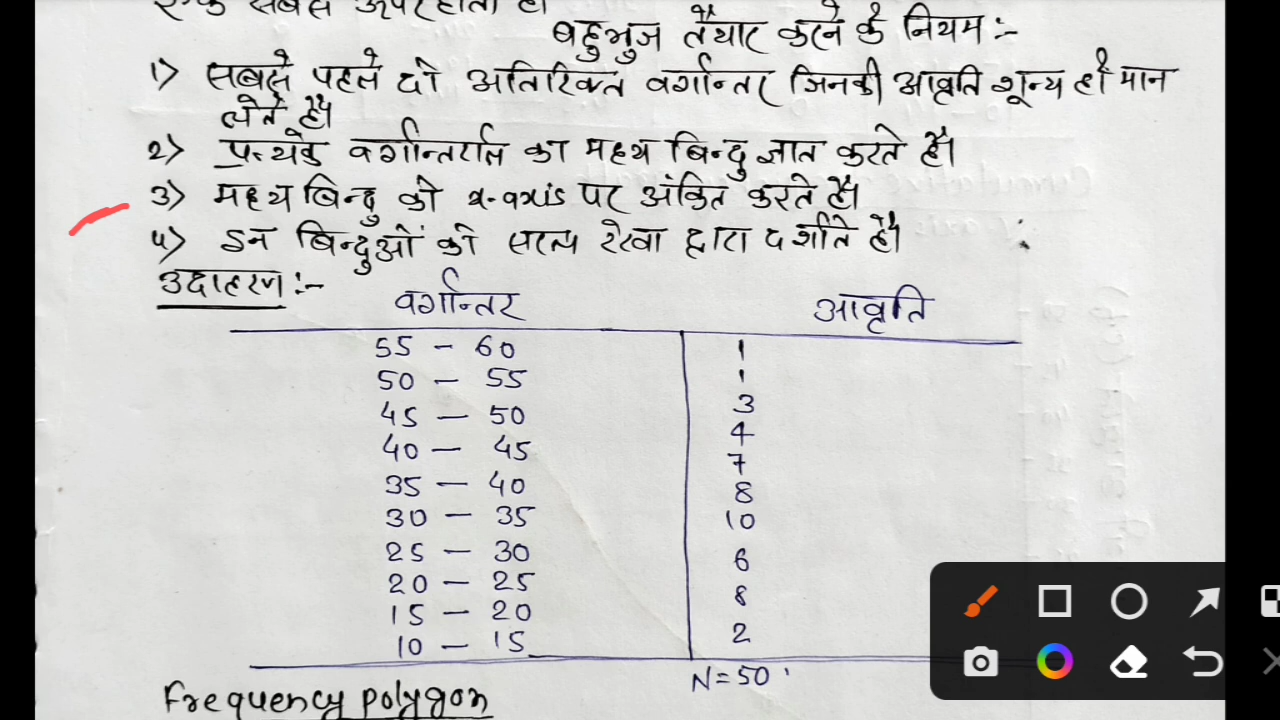 सबसे ऊपर होता है।
बहुभुज तैयार करने के नियम :-
1) सबसे पहले दो अतिरिक्त वर्गान्तर जिनकी आवृति शून्य हो मान
लेते है।
2) प्रत्येक वर्गान्तराल का मध्य बिन्दु ज्ञात करते है।
3) मध्य बिन्दु को x-axis पर अंकित करते है।
4) इन बिन्दुओं को सरल रेखा द्वारा दर्शाते है।
उदाहरण :-
वर्गान्तर आवृति
55 - 60 1
50 - 55 1
45 - 50 3
40 - 45 4
35 - 40 7
30 - 35 8
25 - 30 10
20 - 25 6
15 - 20 8
10 - 15 2
N = 50
Frequency polygon